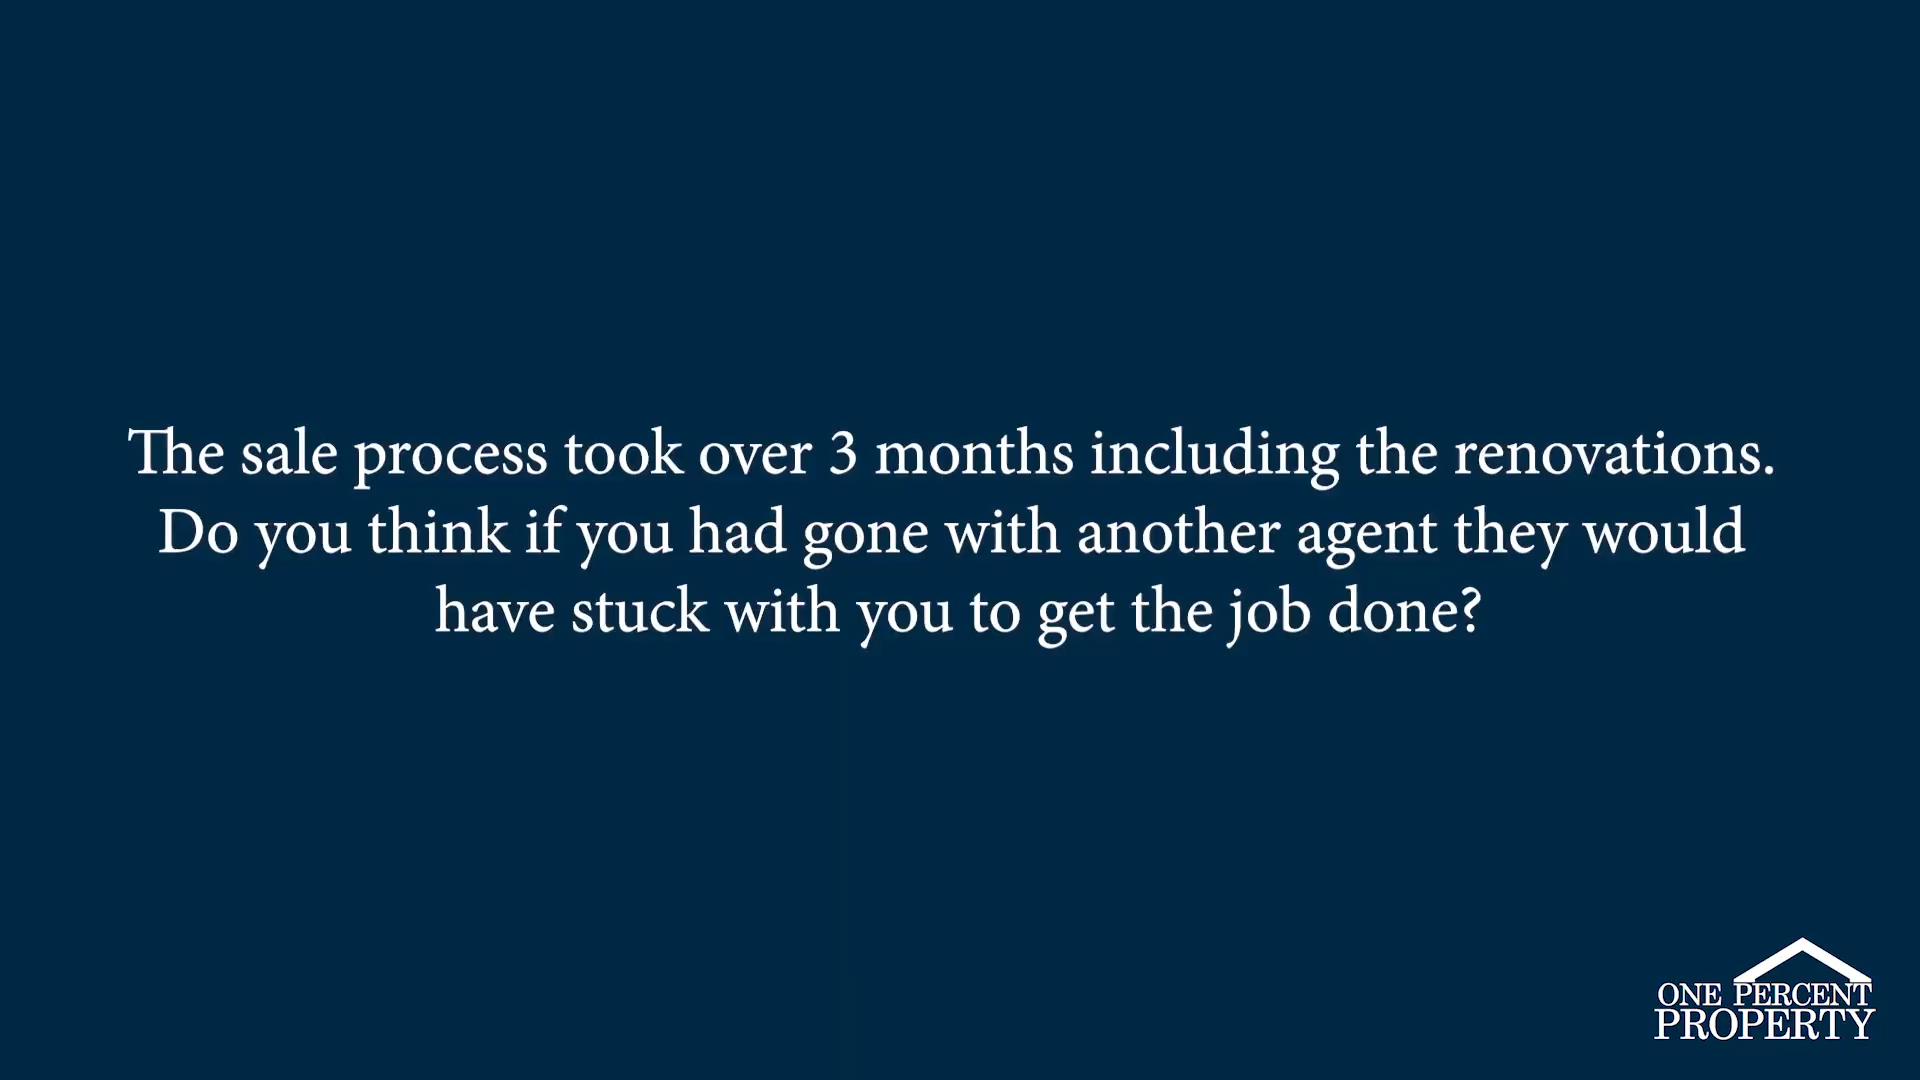 The sale process took over 3 months including the renovations.
Do you think if you had gone with another agent they would
have stuck with you to get the job done?
ONE PERCENT
PROPERTY